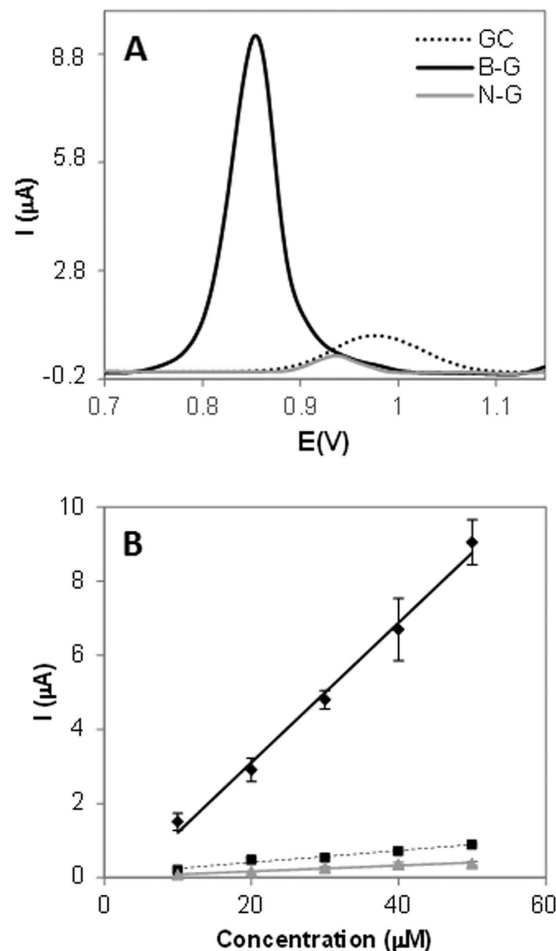 A
GC
B-G
N-G
8.8
5.8
2.8
-0.2
I (µA)
0.7 0.8 0.9 1 1.1
E(V)
B
10
8
6
4
2
0
I (µA)
0 20 40 60
Concentration (µM)